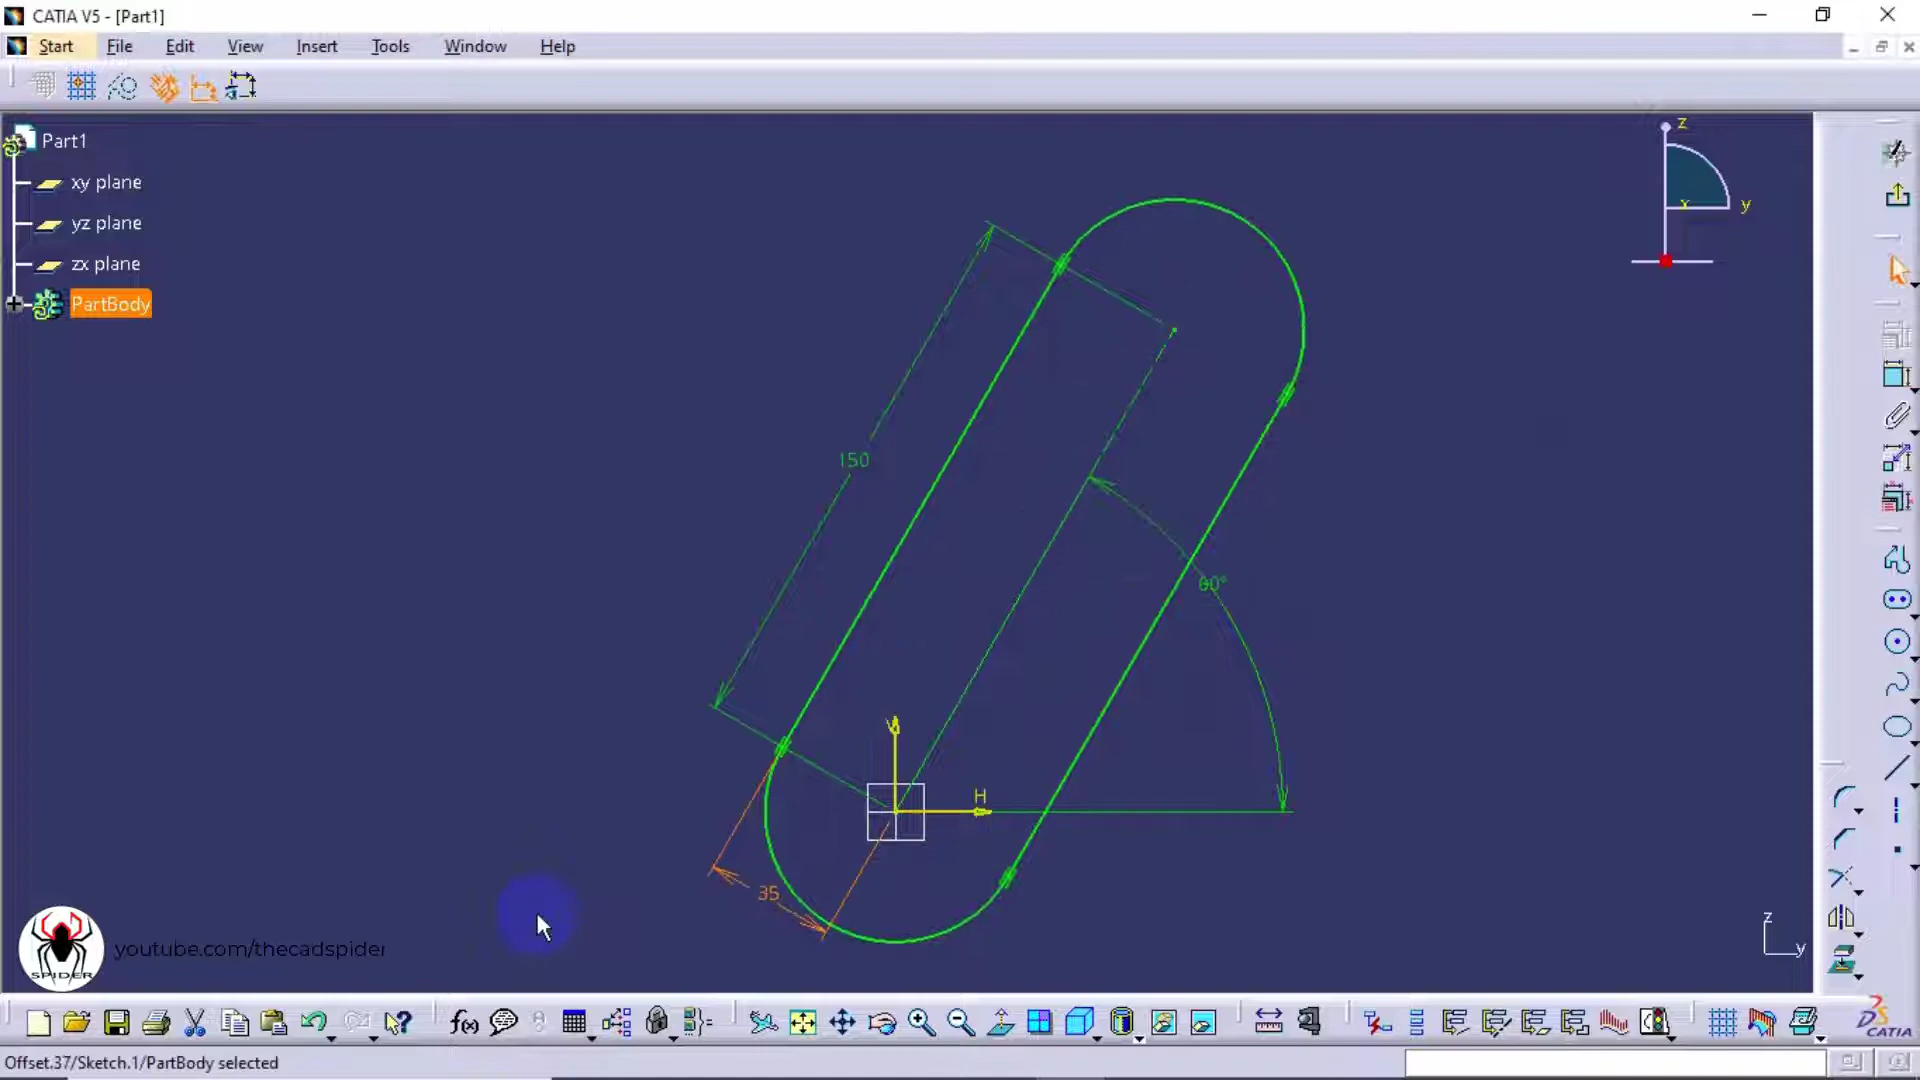 CATIA V5 - [Part1]
Start File Edit View Insert Tools Window Help
Part1
xy plane
yz plane
zx plane
PartBody
z
x
y
150
60°
V
H
35
SPIDER
youtube.com/thecadspider
z
y
f(x)
CATIA
Offset.37/Sketch.1/PartBody selected